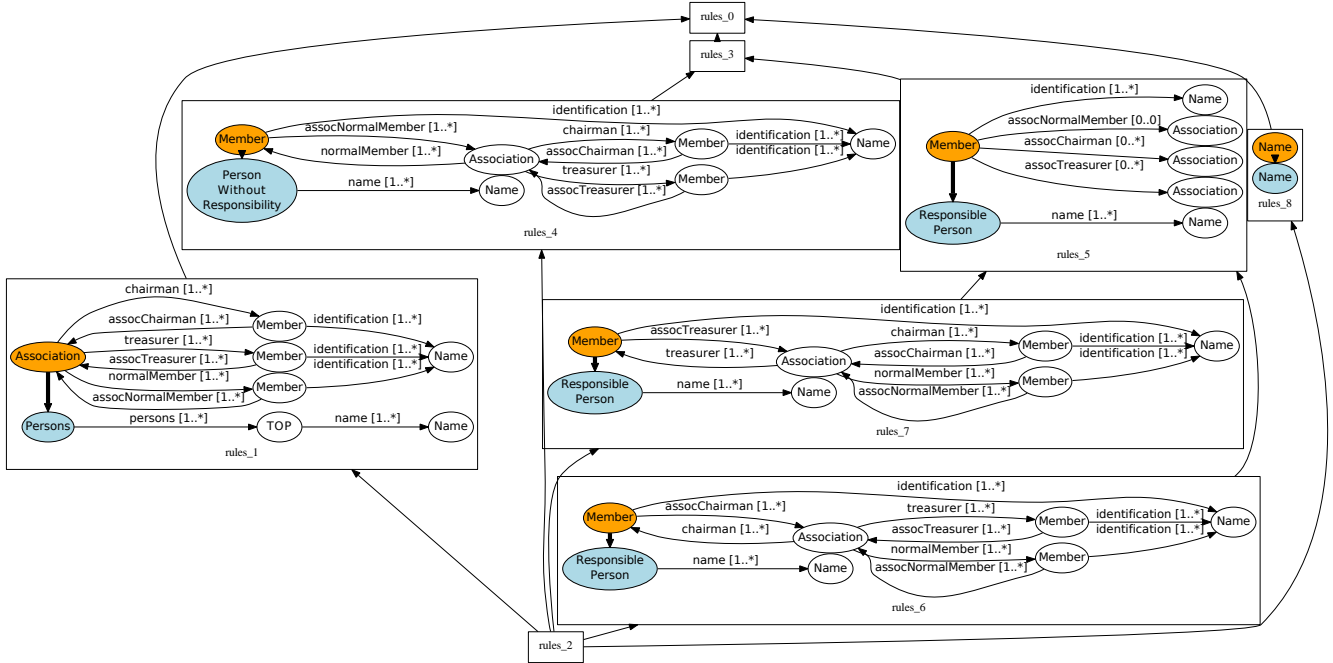 rules_0
rules_3
identification [1..*]
Member
assocNormalMember [1..*]
chairman [1..*]
Member
identification [1..*]
Name
normalMember [1..*]
Association
assocChairman [1..*]
identification [1..*]
treasurer [1..*]
Member
Person
Without
Responsibility
name [1..*]
Name
assocTreasurer [1..*]
rules_4
identification [1..*]
Name
assocNormalMember [0..0]
Association
Member
assocChairman [0..*]
Association
assocTreasurer [0..*]
Association
Responsible
Person
name [1..*]
Name
rules_5
Name
Name
rules_8
chairman [1..*]
assocChairman [1..*]
Member
identification [1..*]
treasurer [1..*]
Association
Member
identification [1..*]
Name
assocTreasurer [1..*]
identification [1..*]
normalMember [1..*]
Member
assocNormalMember [1..*]
Persons
persons [1..*]
TOP
name [1..*]
Name
rules_1
identification [1..*]
Member
assocTreasurer [1..*]
chairman [1..*]
Member
identification [1..*]
Name
treasurer [1..*]
Association
assocChairman [1..*]
identification [1..*]
normalMember [1..*]
Member
Responsible
Person
name [1..*]
Name
assocNormalMember [1..*]
rules_7
identification [1..*]
Member
assocChairman [1..*]
treasurer [1..*]
Member
identification [1..*]
Name
chairman [1..*]
Association
assocTreasurer [1..*]
identification [1..*]
normalMember [1..*]
Member
Responsible
Person
name [1..*]
Name
assocNormalMember [1..*]
rules_6
rules_2